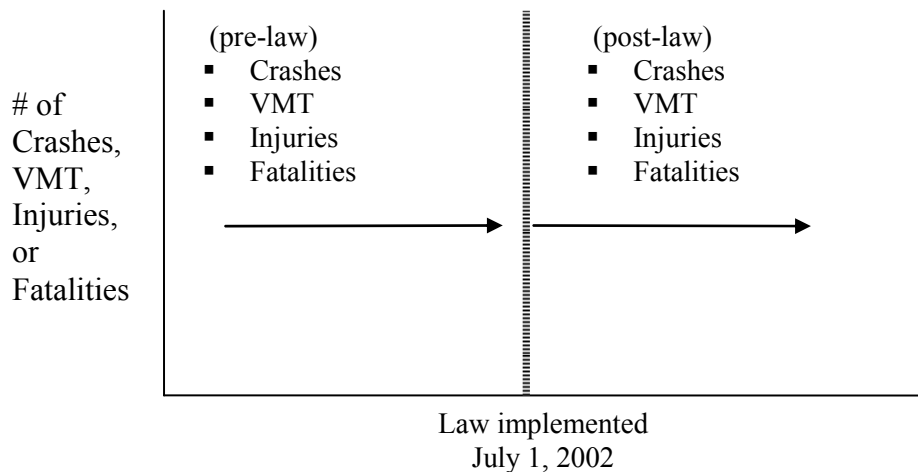 # of
Crashes,
VMT,
Injuries,
or
Fatalities
(pre-law)
▪ Crashes
▪ VMT
▪ Injuries
▪ Fatalities
(post-law)
▪ Crashes
▪ VMT
▪ Injuries
▪ Fatalities
Law implemented
July 1, 2002